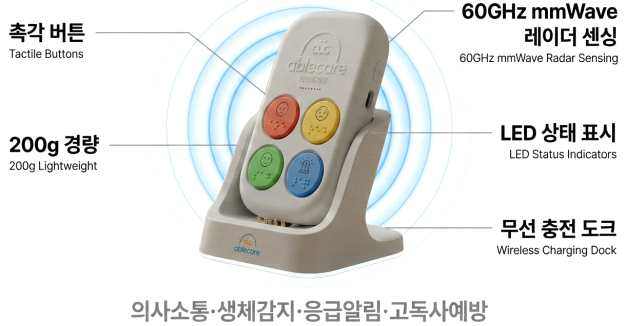 촉각 버튼
Tactile Buttons
200g 경량
200g Lightweight
60GHz mmWave
레이더 센싱
60GHz mmWave Radar Sensing
LED 상태 표시
LED Status Indicators
무선 충전 도크
Wireless Charging Dock
ablecare
ablecare
의사소통·생체감지·응급알림·고독사예방